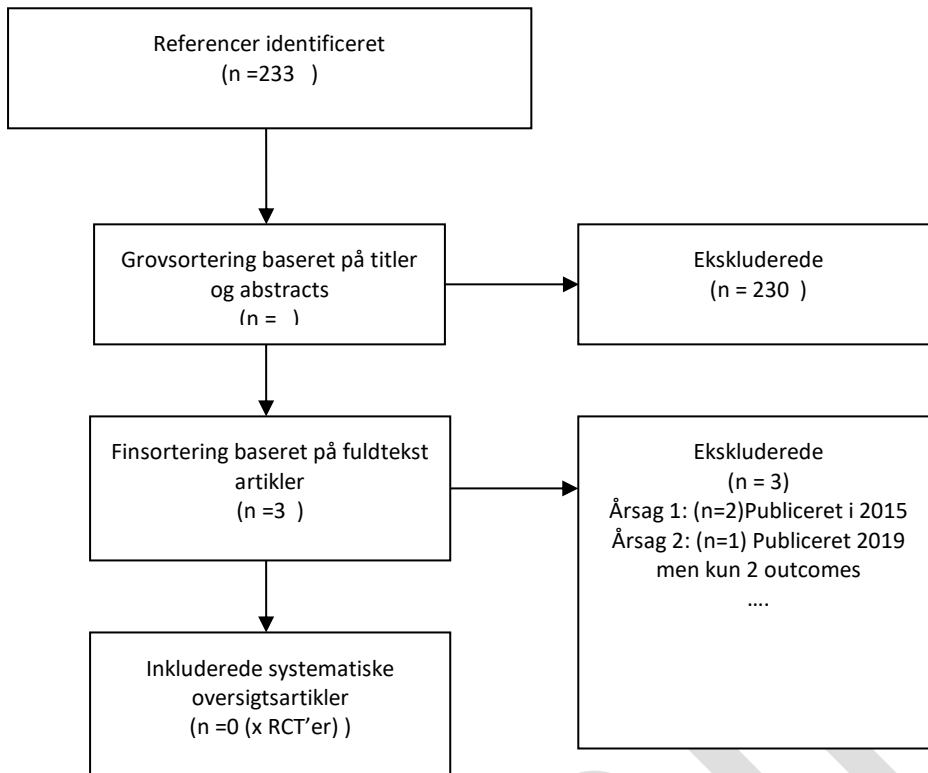 Referencer identificeret
(n =233   )
Grovsortering baseret på titler
og abstracts
(n =   )
Ekskluderede
(n = 230  )
Finsortering baseret på fuldtekst
artikler
(n =3  )
Ekskluderede
(n = 3)
Årsag 1: (n=2)Publiceret i 2015
Årsag 2: (n=1) Publiceret 2019
men kun 2 outcomes
....
Inkluderede systematiske
oversigtsartikler
(n =0 (x RCT’er) )